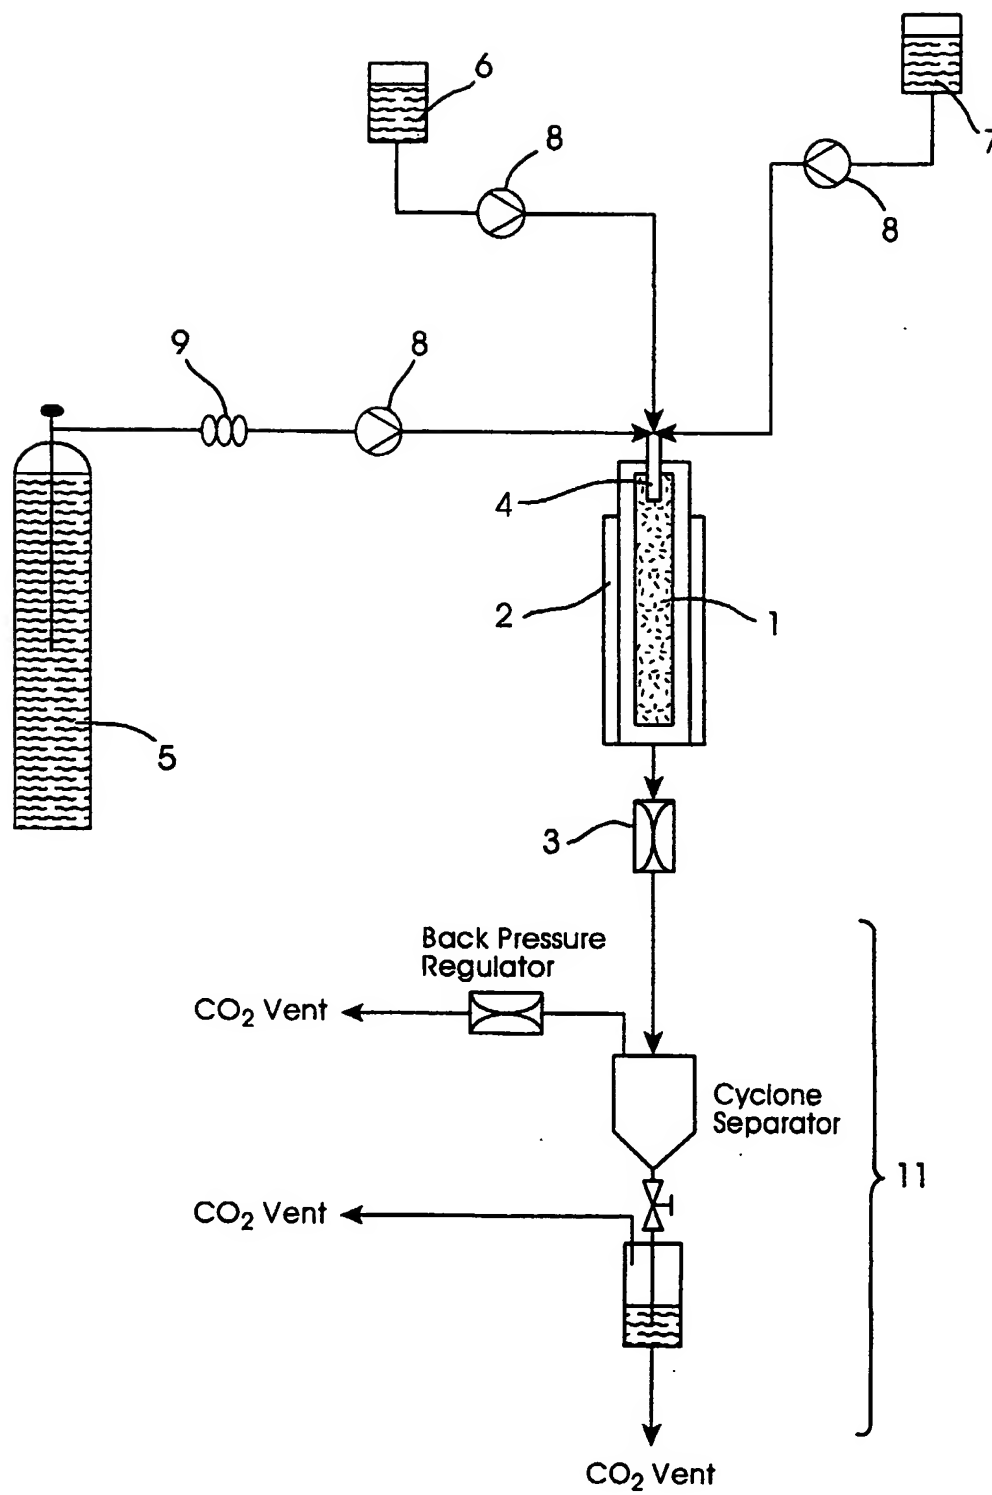 6
7
8
8
9
8
4
2
1
5
3
Back Pressure
Regulator
CO₂ Vent
Cyclone
Separator
11
CO₂ Vent
CO₂ Vent